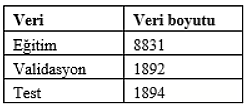 Veri Veri boyutu
Eğitim 8831
Validasyon 1892
Test 1894